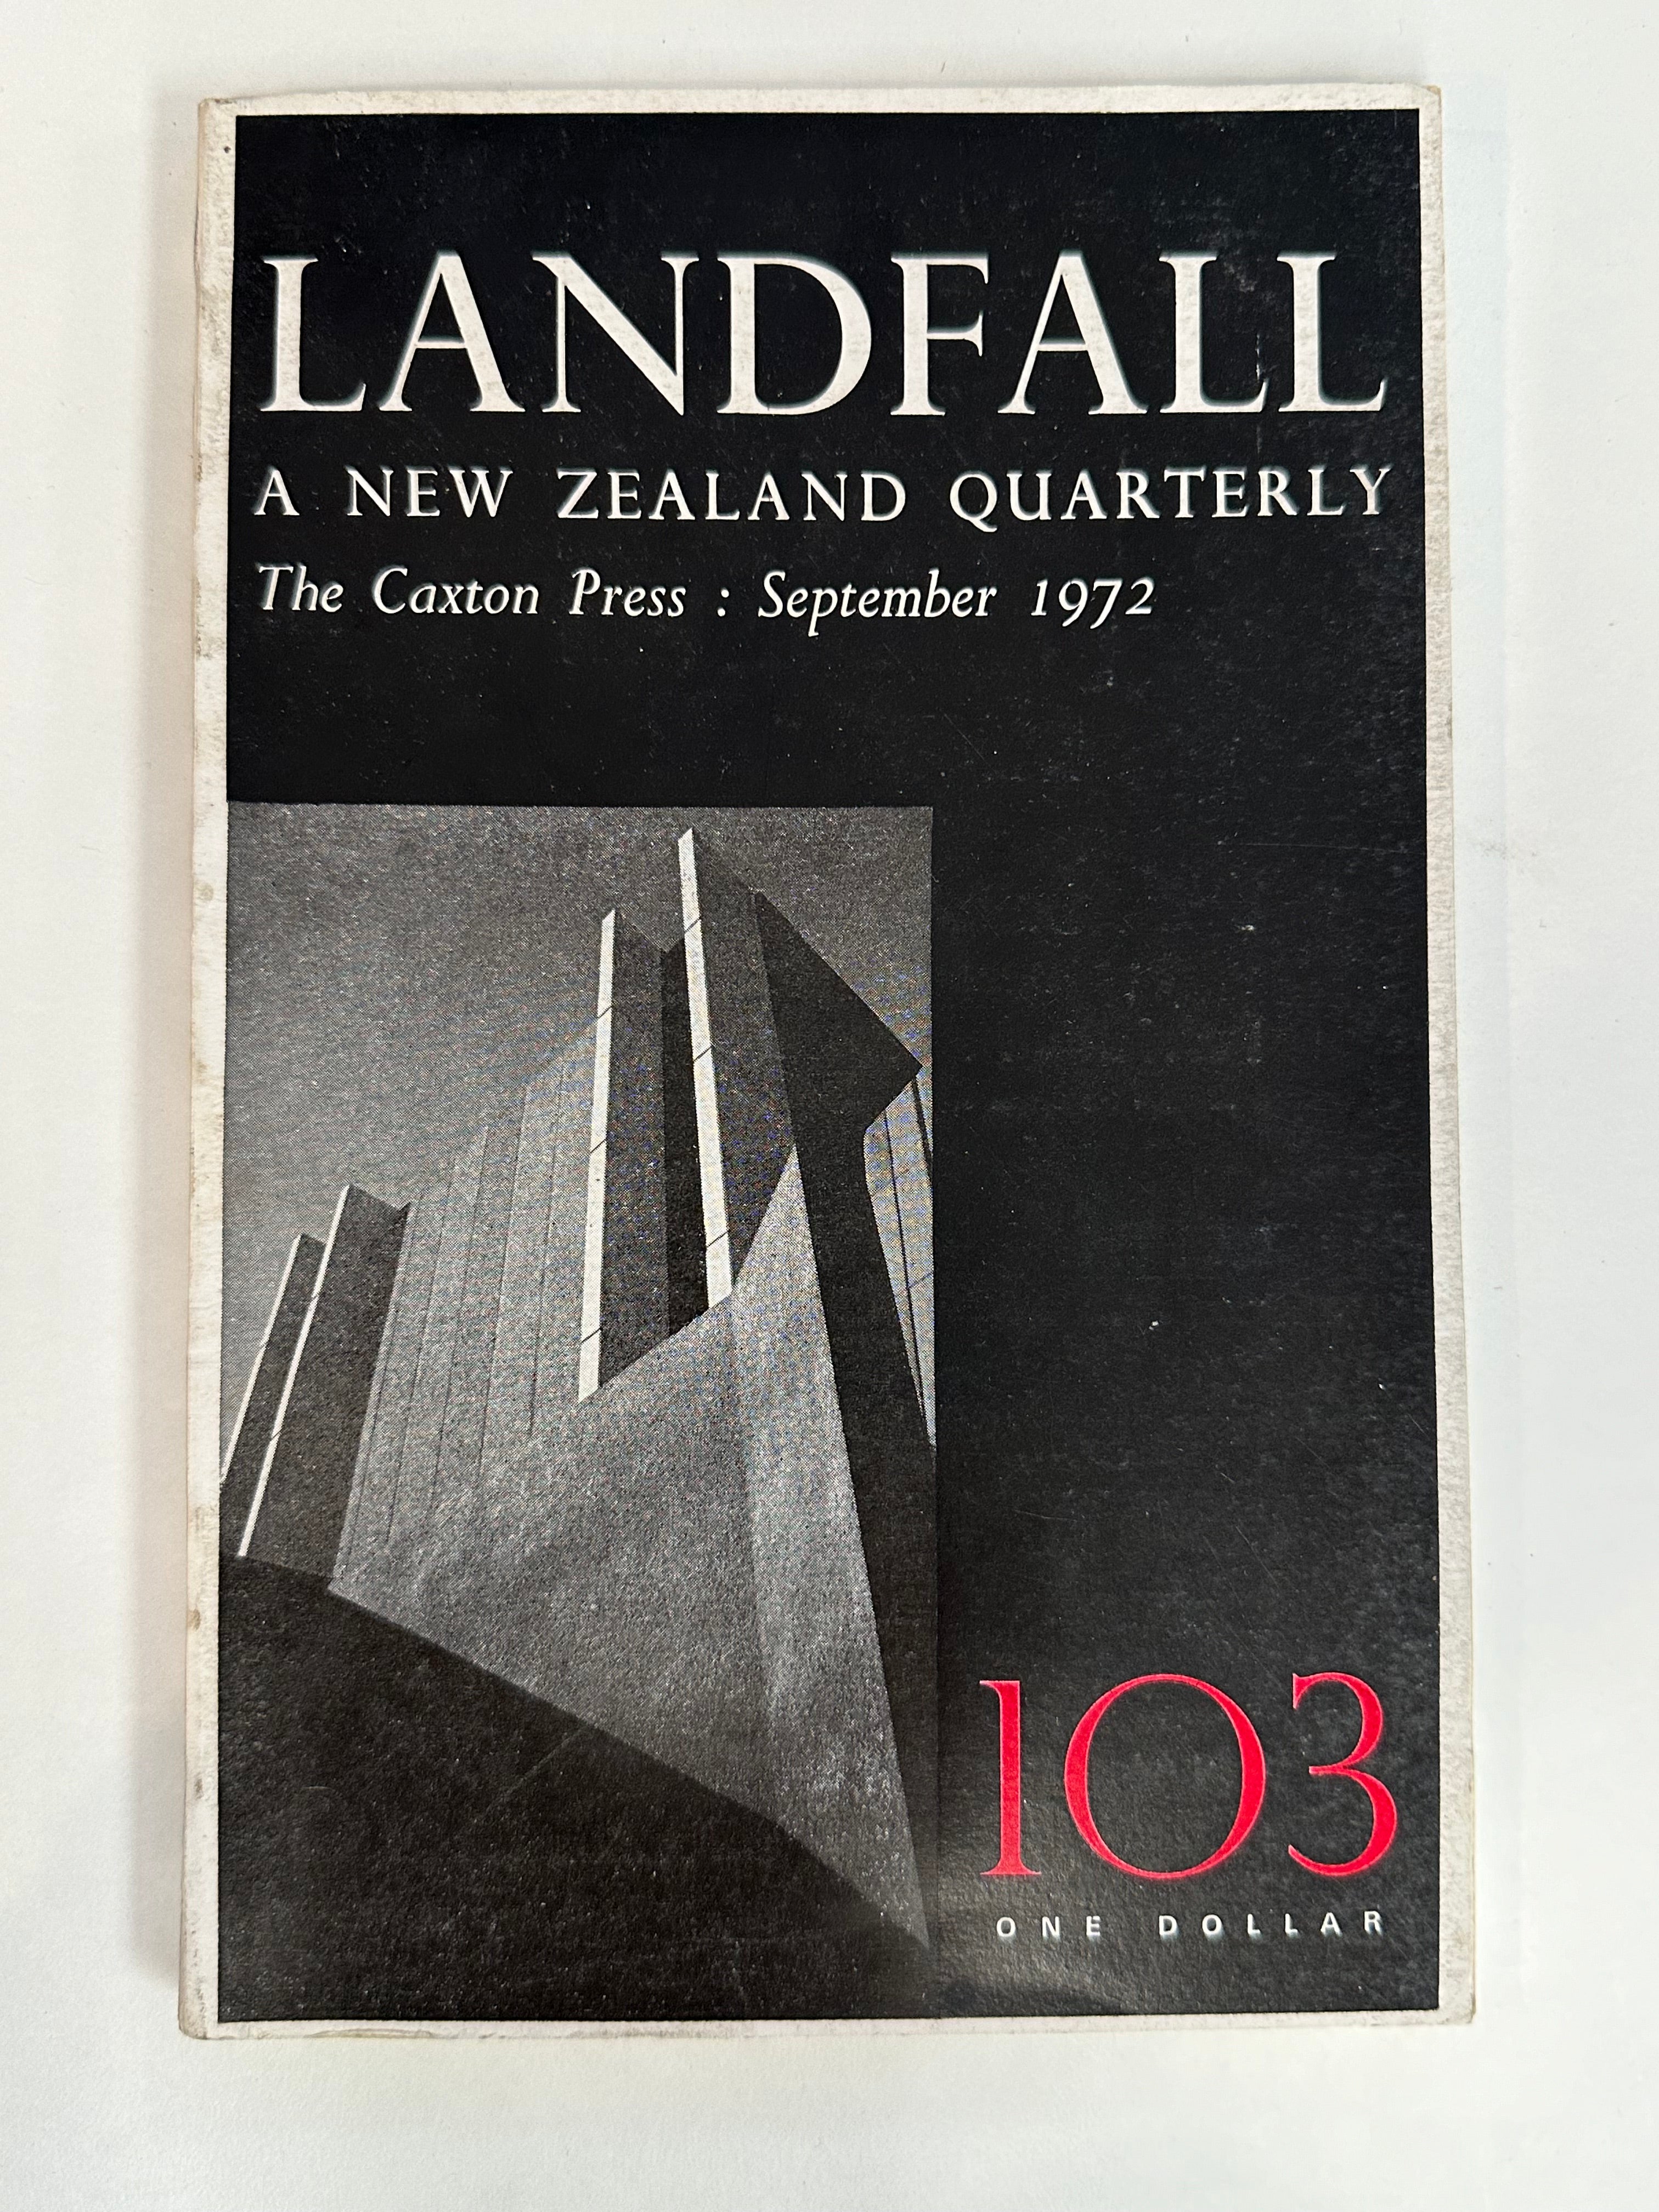 LANDFALL
A NEW ZEALAND QUARTERLY
The Caxton Press : September 1972
103
ONE DOLLAR